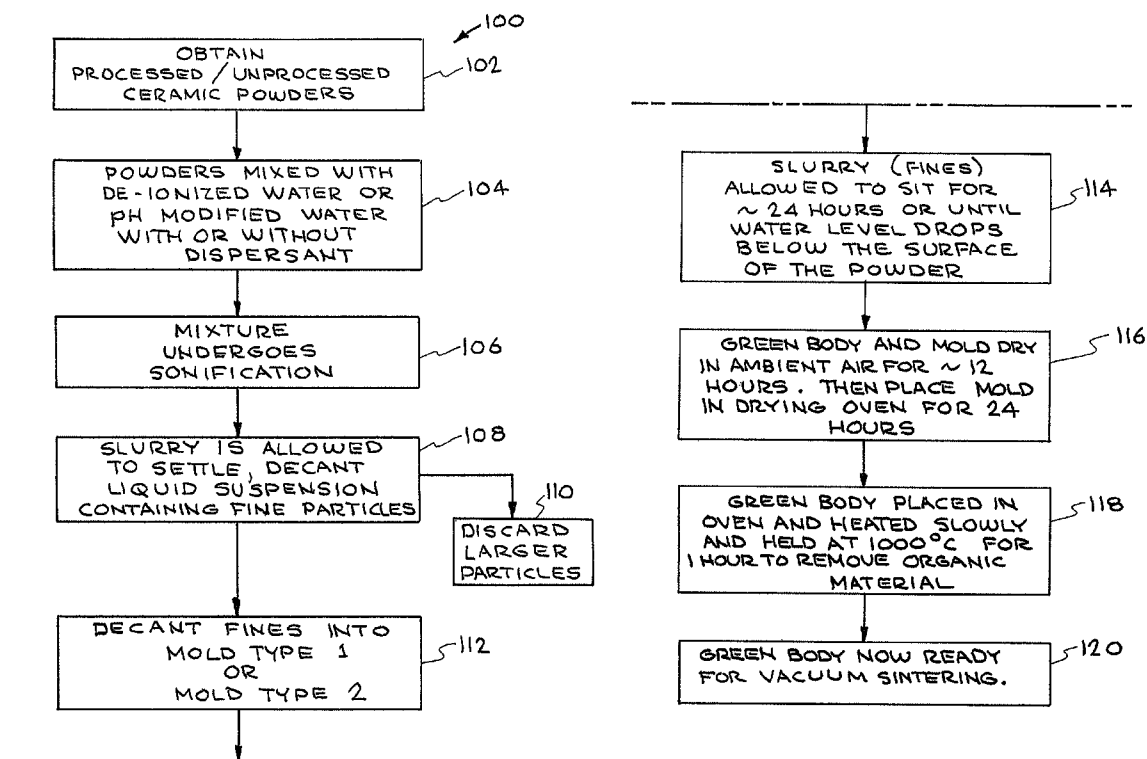 100
OBTAIN
PROCESSED / UNPROCESSED
CERAMIC POWDERS
102
POWDERS MIXED WITH
DE-IONIZED WATER OR
pH MODIFIED WATER
WITH OR WITHOUT
DISPERSANT
104
MIXTURE
UNDERGOES
SONIFICATION
106
SLURRY IS ALLOWED
TO SETTLE, DECANT
LIQUID SUSPENSION
CONTAINING FINE PARTICLES
108
DISCARD
LARGER
PARTICLES
110
DECANT FINES INTO
MOLD TYPE 1
OR
MOLD TYPE 2
112
SLURRY (FINES)
ALLOWED TO SIT FOR
~ 24 HOURS OR UNTIL
WATER LEVEL DROPS
BELOW THE SURFACE
OF THE POWDER
114
GREEN BODY AND MOLD DRY
IN AMBIENT AIR FOR ~ 12
HOURS. THEN PLACE MOLD
IN DRYING OVEN FOR 24
HOURS
116
GREEN BODY PLACED IN
OVEN AND HEATED SLOWLY
AND HELD AT 1000°C FOR
1 HOUR TO REMOVE ORGANIC
MATERIAL
118
GREEN BODY NOW READY
FOR VACUUM SINTERING.
120